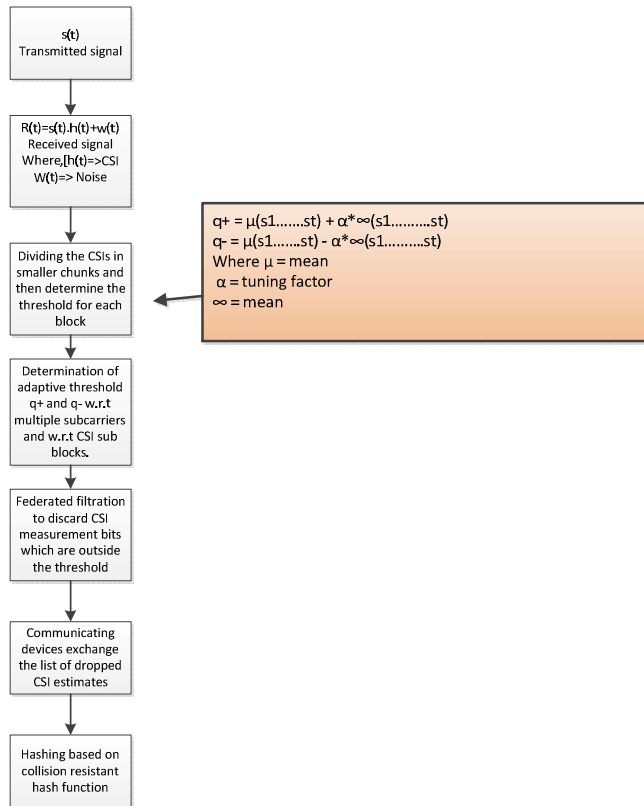 s(t)
Transmitted signal
R(t)=s(t).h(t)+w(t)
Received signal
Where,[h(t)=>CSI
W(t)=> Noise
q+ = μ(s1.......st) + α*∞(s1..........st)
q- = μ(s1.......st) - α*∞(s1..........st)
Where μ = mean
α = tuning factor
∞ = mean
Dividing the CSIs in
smaller chunks and
then determine the
threshold for each
block
Determination of
adaptive threshold
q+ and q- w.r.t
multiple subcarriers
and w.r.t CSI sub
blocks.
Federated filtration
to discard CSI
measurement bits
which are outside
the threshold
Communicating
devices exchange
the list of dropped
CSI estimates
Hashing based on
collision resistant
hash function